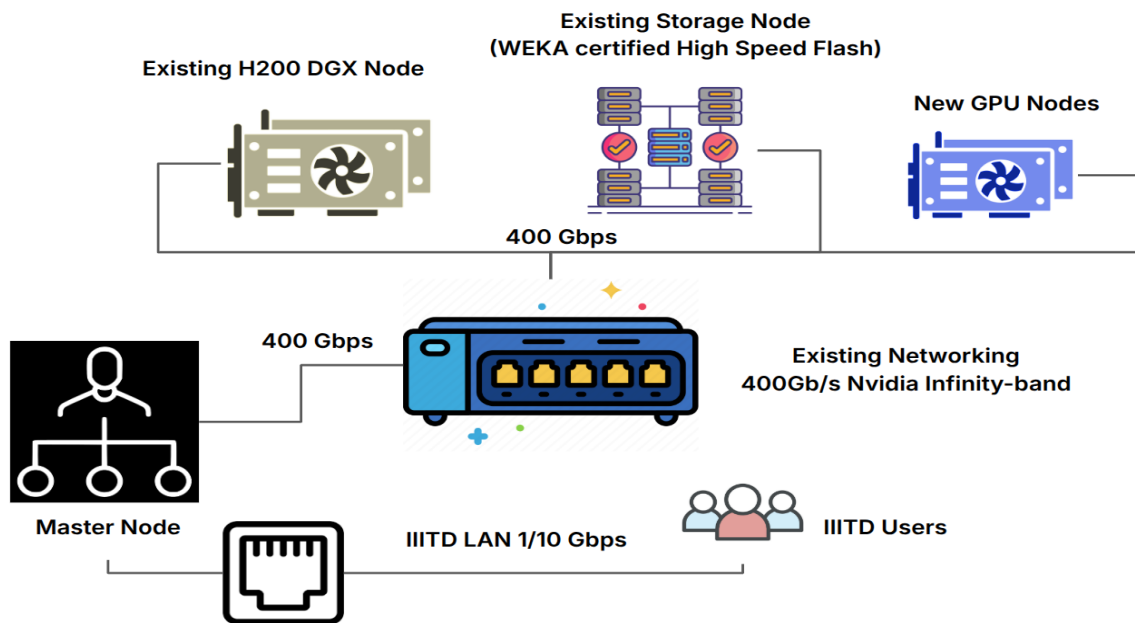 Existing Storage Node
(WEKA certified High Speed Flash)
Existing H200 DGX Node
New GPU Nodes
400 Gbps
400 Gbps
Existing Networking
400Gb/s Nvidia Infinity-band
Master Node
IIITD LAN 1/10 Gbps
IIITD Users